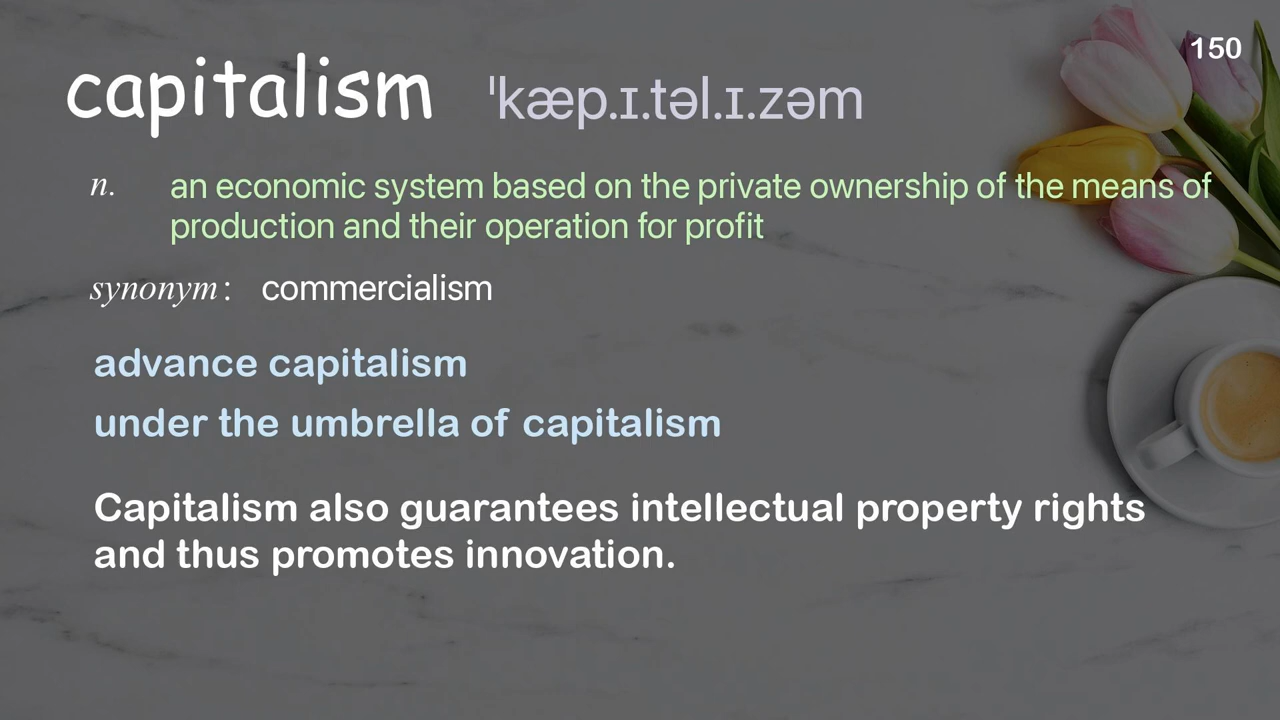 150
capitalism ˈkæp.ɪ.təl.ɪ.zəm
n. an economic system based on the private ownership of the means of
production and their operation for profit
synonym: commercialism
advance capitalism
under the umbrella of capitalism
Capitalism also guarantees intellectual property rights
and thus promotes innovation.